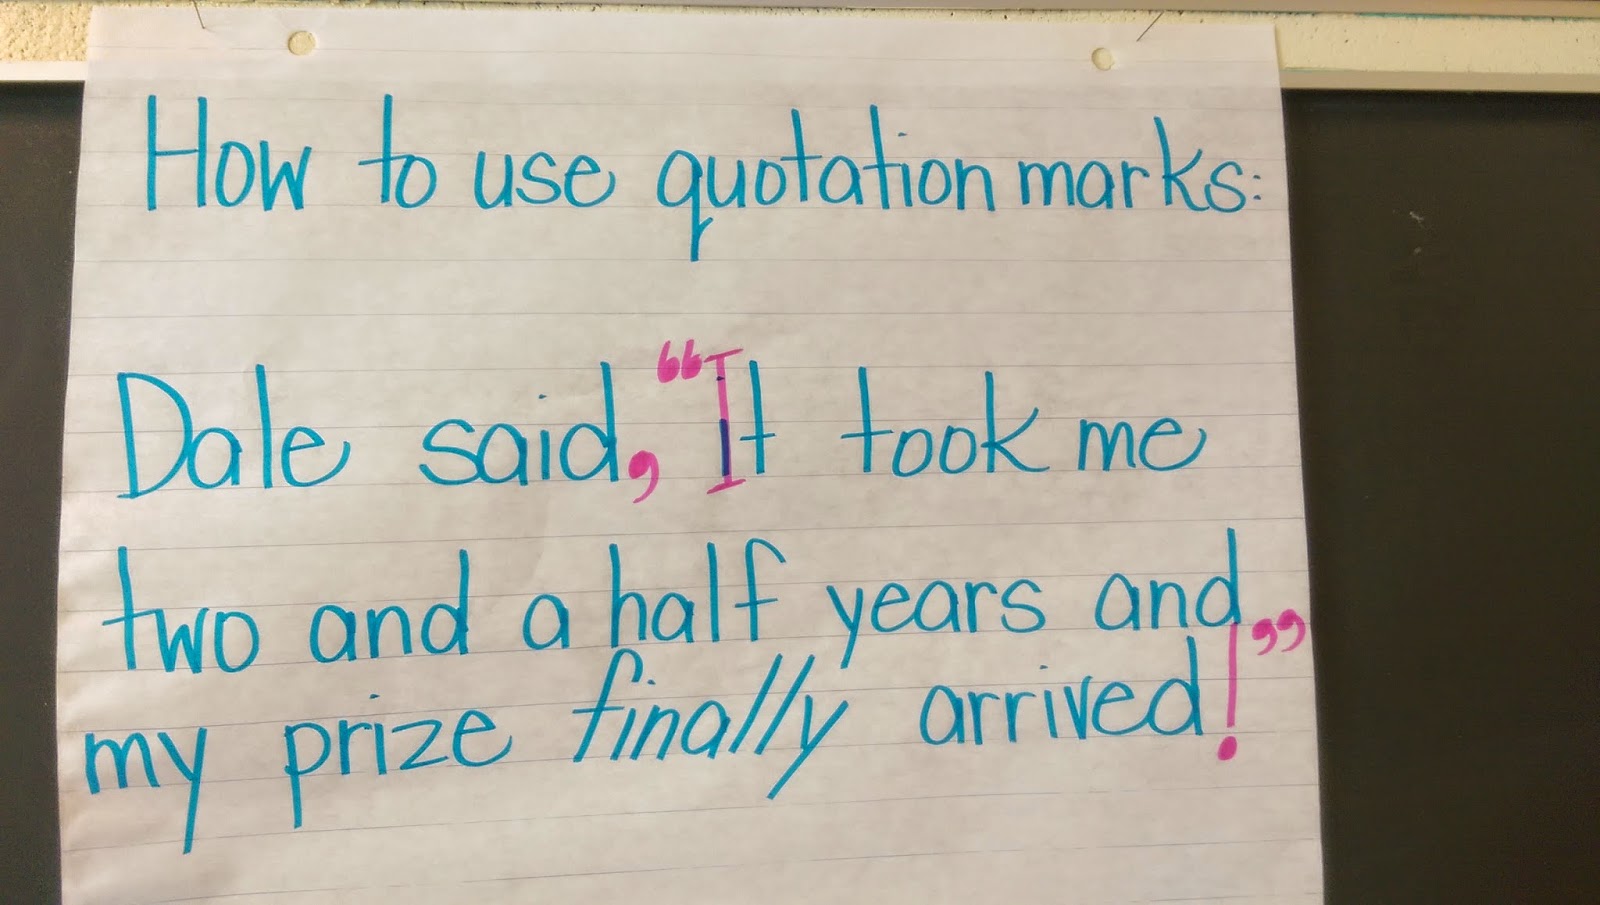 How to use quotation marks:
Dale said, “It took me
two and a half years and
my prize finally arrived!”